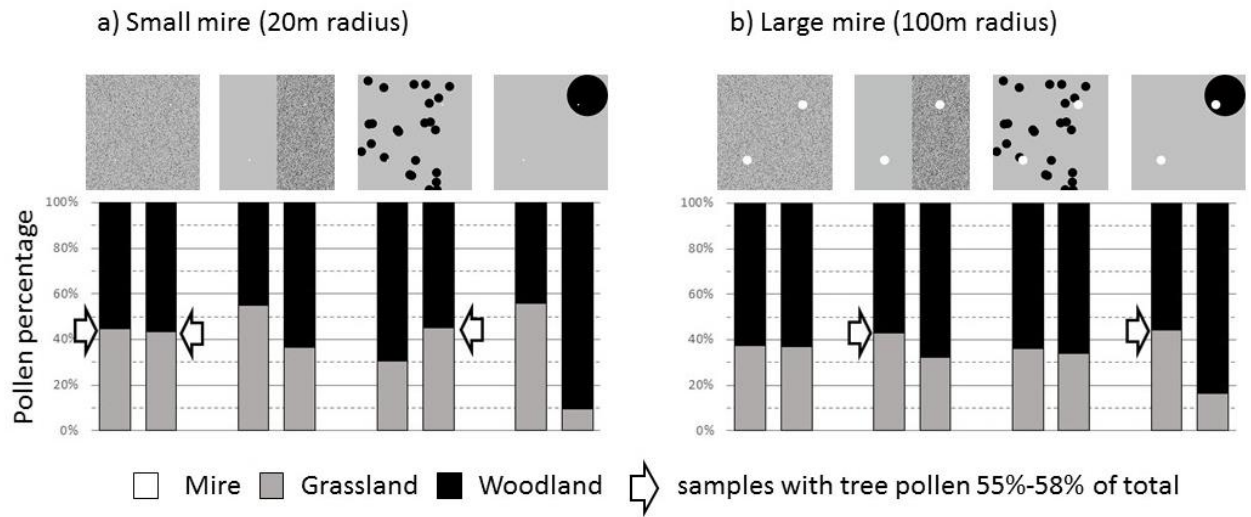 a) Small mire (20m radius)
b) Large mire (100m radius)
Pollen percentage
100%
80%
60%
40%
20%
0%
100%
80%
60%
40%
20%
0%
Mire
Grassland
Woodland
samples with tree pollen 55%-58% of total